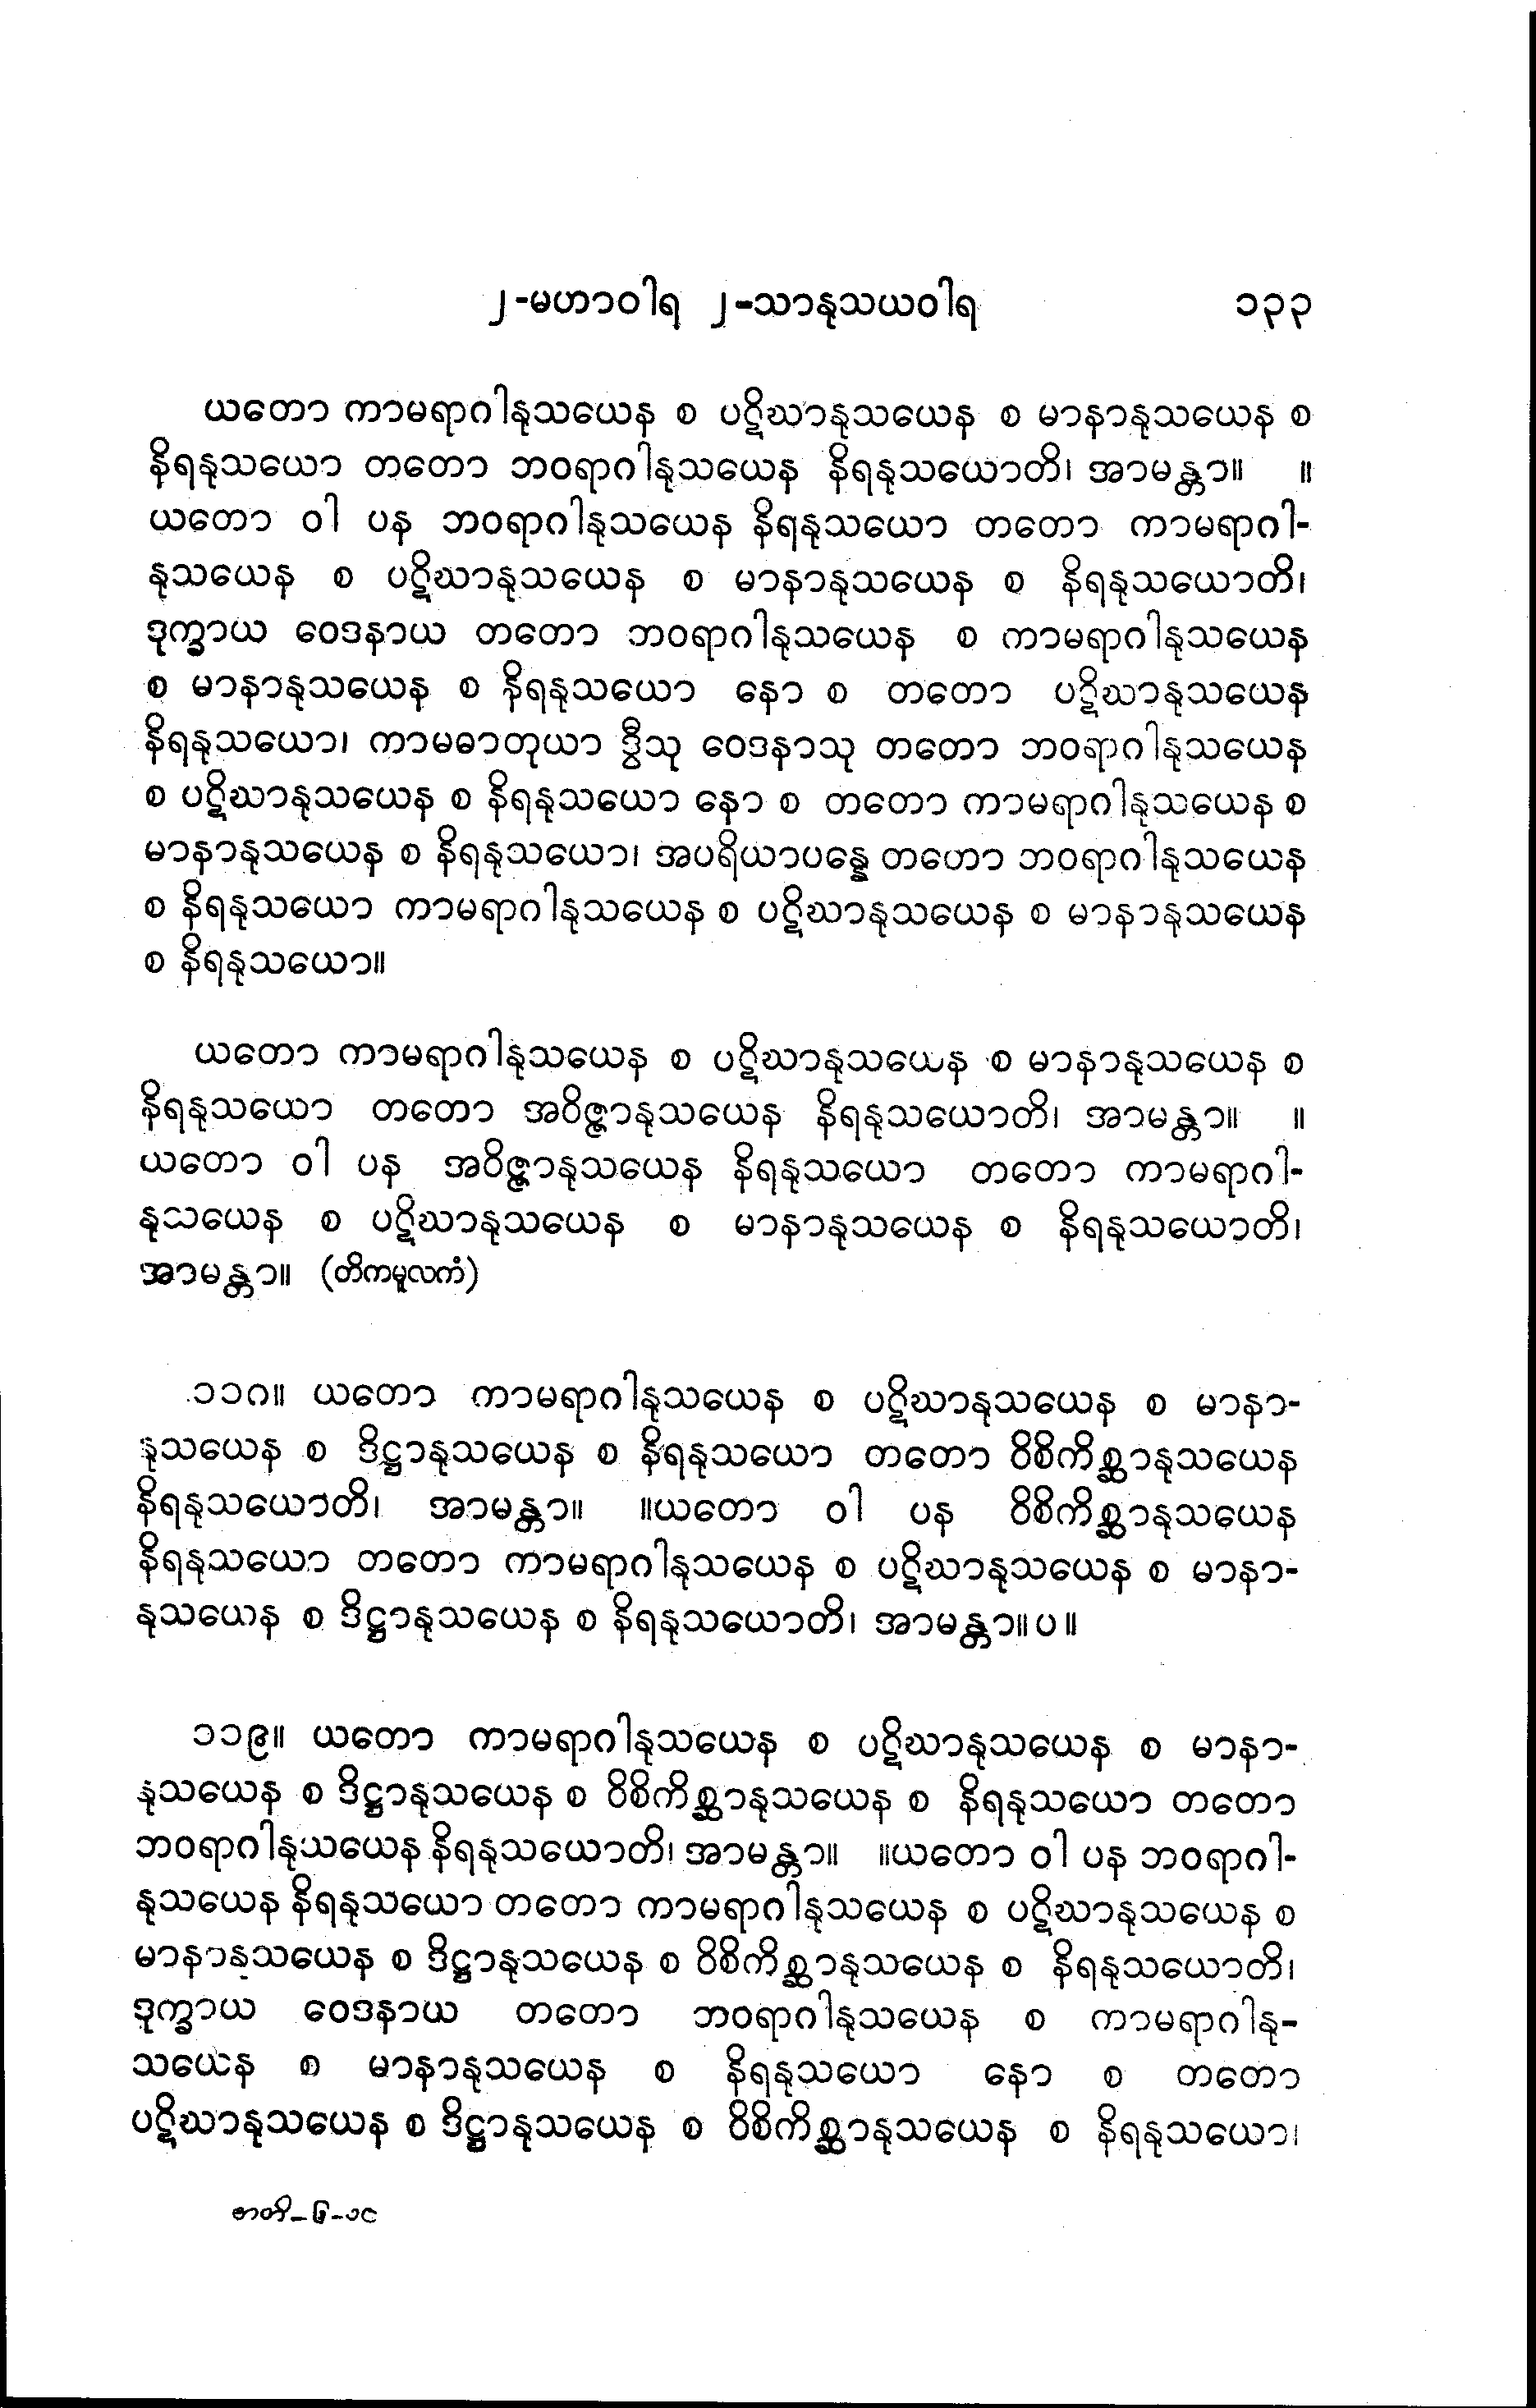 ၂-မဟာဝါရ ၂-သာနုသယဝါရ ၁၃၃
ယတော ကာမရာဂါနုသယေန စ ပဋိဃာနုသယေန စ မာနာနုသယေန စ
နိရနုသယော တတော ဘဝရာဂါနုသယေန နိရနုသယောတိ၊ အာမန္တာ။ ။
ယတော ဝါ ပန ဘဝရာဂါနုသယေန နိရနုသယော တတော ကာမရာဂါ-
နုသယေန စ ပဋိဃာနုသယေန စ မာနာနုသယေန စ နိရနုသယောတိ၊
ဒုက္ခာယ ဝေဒနာယ တတော ဘဝရာဂါနုသယေန စ ကာမရာဂါနုသယေန
စ မာနာနုသယေန စ နိရနုသယော နော စ တတော ပဋိဃာနုသယေန
နိရနုသယော၊ ကာမဓာတုယာ ဒွီသု ဝေဒနာသု တတော ဘဝရာဂါနုသယေန
စ ပဋိဃာနုသယေန စ နိရနုသယော နော စ တတော ကာမရာဂါနုသယေန စ
မာနာနုသယေန စ နိရနုသယော၊ အပရိယာပန္နေ တဟော ဘဝရာဂါနုသယေန
စ နိရနုသယော ကာမရာဂါနုသယေန စ ပဋိဃာနုသယေန စ မာနာနုသယေန
စ နိရနုသယော။
ယတော ကာမရာဂါနုသယေန စ ပဋိဃာနုသယေန စ မာနာနုသယေန စ
နိရနုသယော တတော အဝိဇ္ဇာနုသယေန နိရနုသယောတိ၊ အာမန္တာ။ ။
ယတော ဝါ ပန အဝိဇ္ဇာနုသယေန နိရနုသယော တတော ကာမရာဂါ-
နုသယေန စ ပဋိဃာနုသယေန စ မာနာနုသယေန စ နိရနုသယောတိ၊
အာမန္တာ။ (တိကမူလကံ)
၁၁၈။ ယတော ကာမရာဂါနုသယေန စ ပဋိဃာနုသယေန စ မာနာ-
နုသယေန စ ဒိဋ္ဌာနုသယေန စ နိရနုသယော တတော ဝိစိကိစ္ဆာနုသယေန
နိရနုသယောတိ၊ အာမန္တာ။ ။ယတော ဝါ ပန ဝိစိကိစ္ဆာနုသယေန
နိရနုသယော တတော ကာမရာဂါနုသယေန စ ပဋိဃာနုသယေန စ မာနာ-
နုသယေန စ ဒိဋ္ဌာနုသယေန စ နိရနုသယောတိ၊ အာမန္တာ။ပ။
၁၁၉။ ယတော ကာမရာဂါနုသယေန စ ပဋိဃာနုသယေန စ မာနာ-
နုသယေန စ ဒိဋ္ဌာနုသယေန စ ဝိစိကိစ္ဆာနုသယေန စ နိရနုသယော တတော
ဘဝရာဂါနုသယေန နိရနုသယောတိ၊ အာမန္တာ။ ။ယတော ဝါ ပန ဘဝရာဂါ-
နုသယေန နိရနုသယော တတော ကာမရာဂါနုသယေန စ ပဋိဃာနုသယေန စ
မာနာနုသယေန စ ဒိဋ္ဌာနုသယေန စ ဝိစိကိစ္ဆာနုသယေန စ နိရနုသယောတိ၊
ဒုက္ခာယ ဝေဒနာယ တတော ဘဝရာဂါနုသယေန စ ကာမရာဂါနု-
သယေန စ မာနာနုသယေန စ နိရနုသယော နော စ တတော
ပဋိဃာနုသယေန စ ဒိဋ္ဌာနုသယေန စ ဝိစိကိစ္ဆာနုသယေန စ နိရနုသယော၊